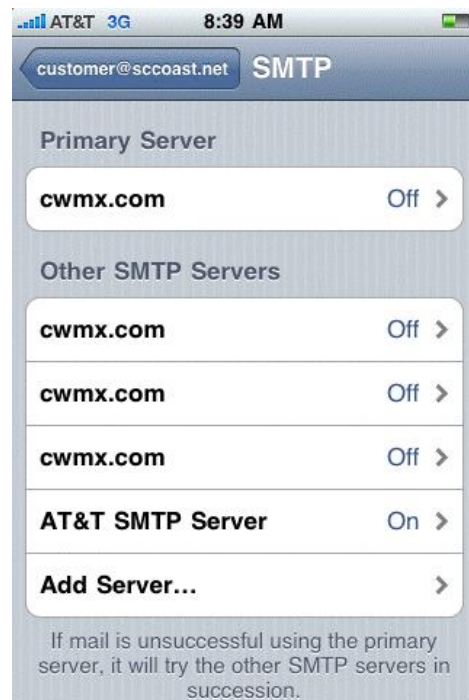 AT&T 3G 8:39 AM
customer@sccoast.net SMTP
Primary Server
cwmx.com Off
Other SMTP Servers
cwmx.com Off
cwmx.com Off
cwmx.com Off
AT&T SMTP Server On
Add Server...
If mail is unsuccessful using the primary
server, it will try the other SMTP servers in
succession.